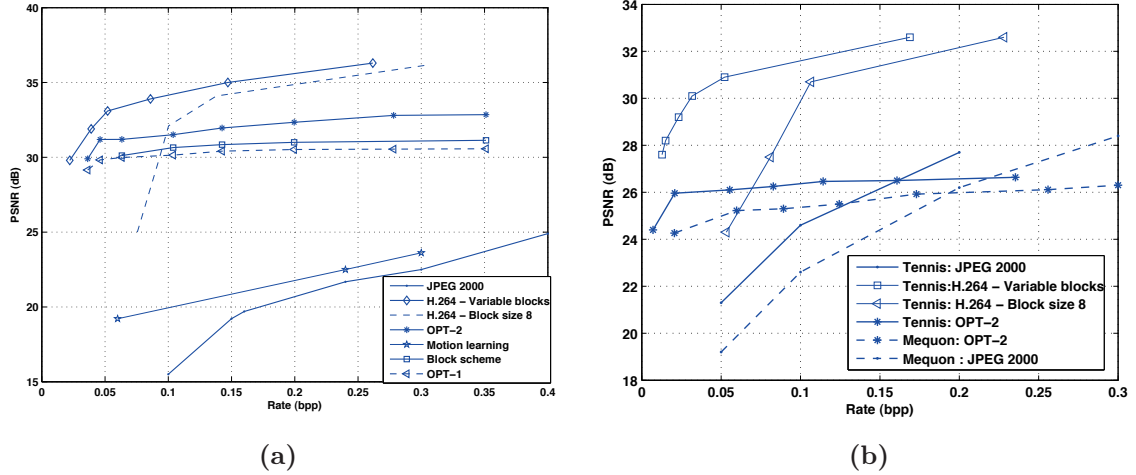 40
35
30
25
20
15
PSNR (dB)
0
0.05
0.1
0.15
0.2
0.25
0.3
0.35
0.4
Rate (bpp)
JPEG 2000
H.264 – Variable blocks
H.264 – Block size 8
OPT–2
Motion learning
Block scheme
OPT–1
(a)
34
32
30
28
26
24
22
20
18
PSNR (dB)
0
0.05
0.1
0.15
0.2
0.25
0.3
Rate (bpp)
Tennis: JPEG 2000
Tennis:H.264 – Variable blocks
Tennis: H.264 – Block size 8
Tennis: OPT–2
Mequon: OPT–2
Mequon : JPEG 2000
(b)